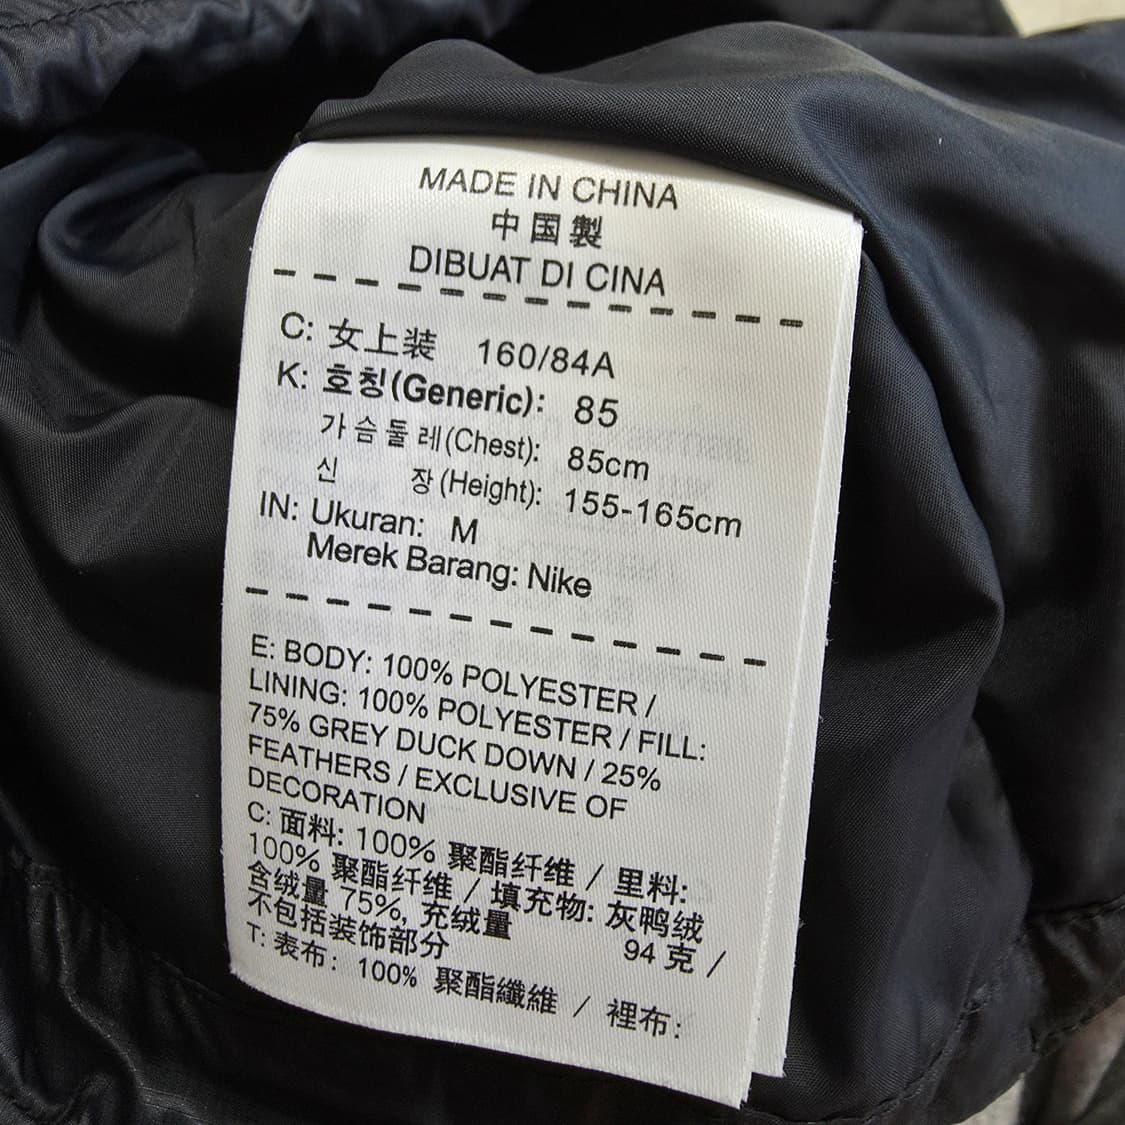 MADE IN CHINA
中国製
DIBUAT DI CINA
C: 女上装 160/84A
K: 호칭(Generic): 85
가슴둘레(Chest): 85cm
신 장(Height): 155-165cm
IN: Ukuran: M
Merek Barang: Nike
E: BODY: 100% POLYESTER /
LINING: 100% POLYESTER / FILL:
75% GREY DUCK DOWN / 25%
FEATHERS / EXCLUSIVE OF
DECORATION
C: 面料: 100% 聚酯纤维 / 里料:
100% 聚酯纤维 / 填充物: 灰鸭绒
含绒量 75%, 充绒量 94 克 /
不包括装饰部分
T: 表布: 100% 聚酯纖維 / 裡布: